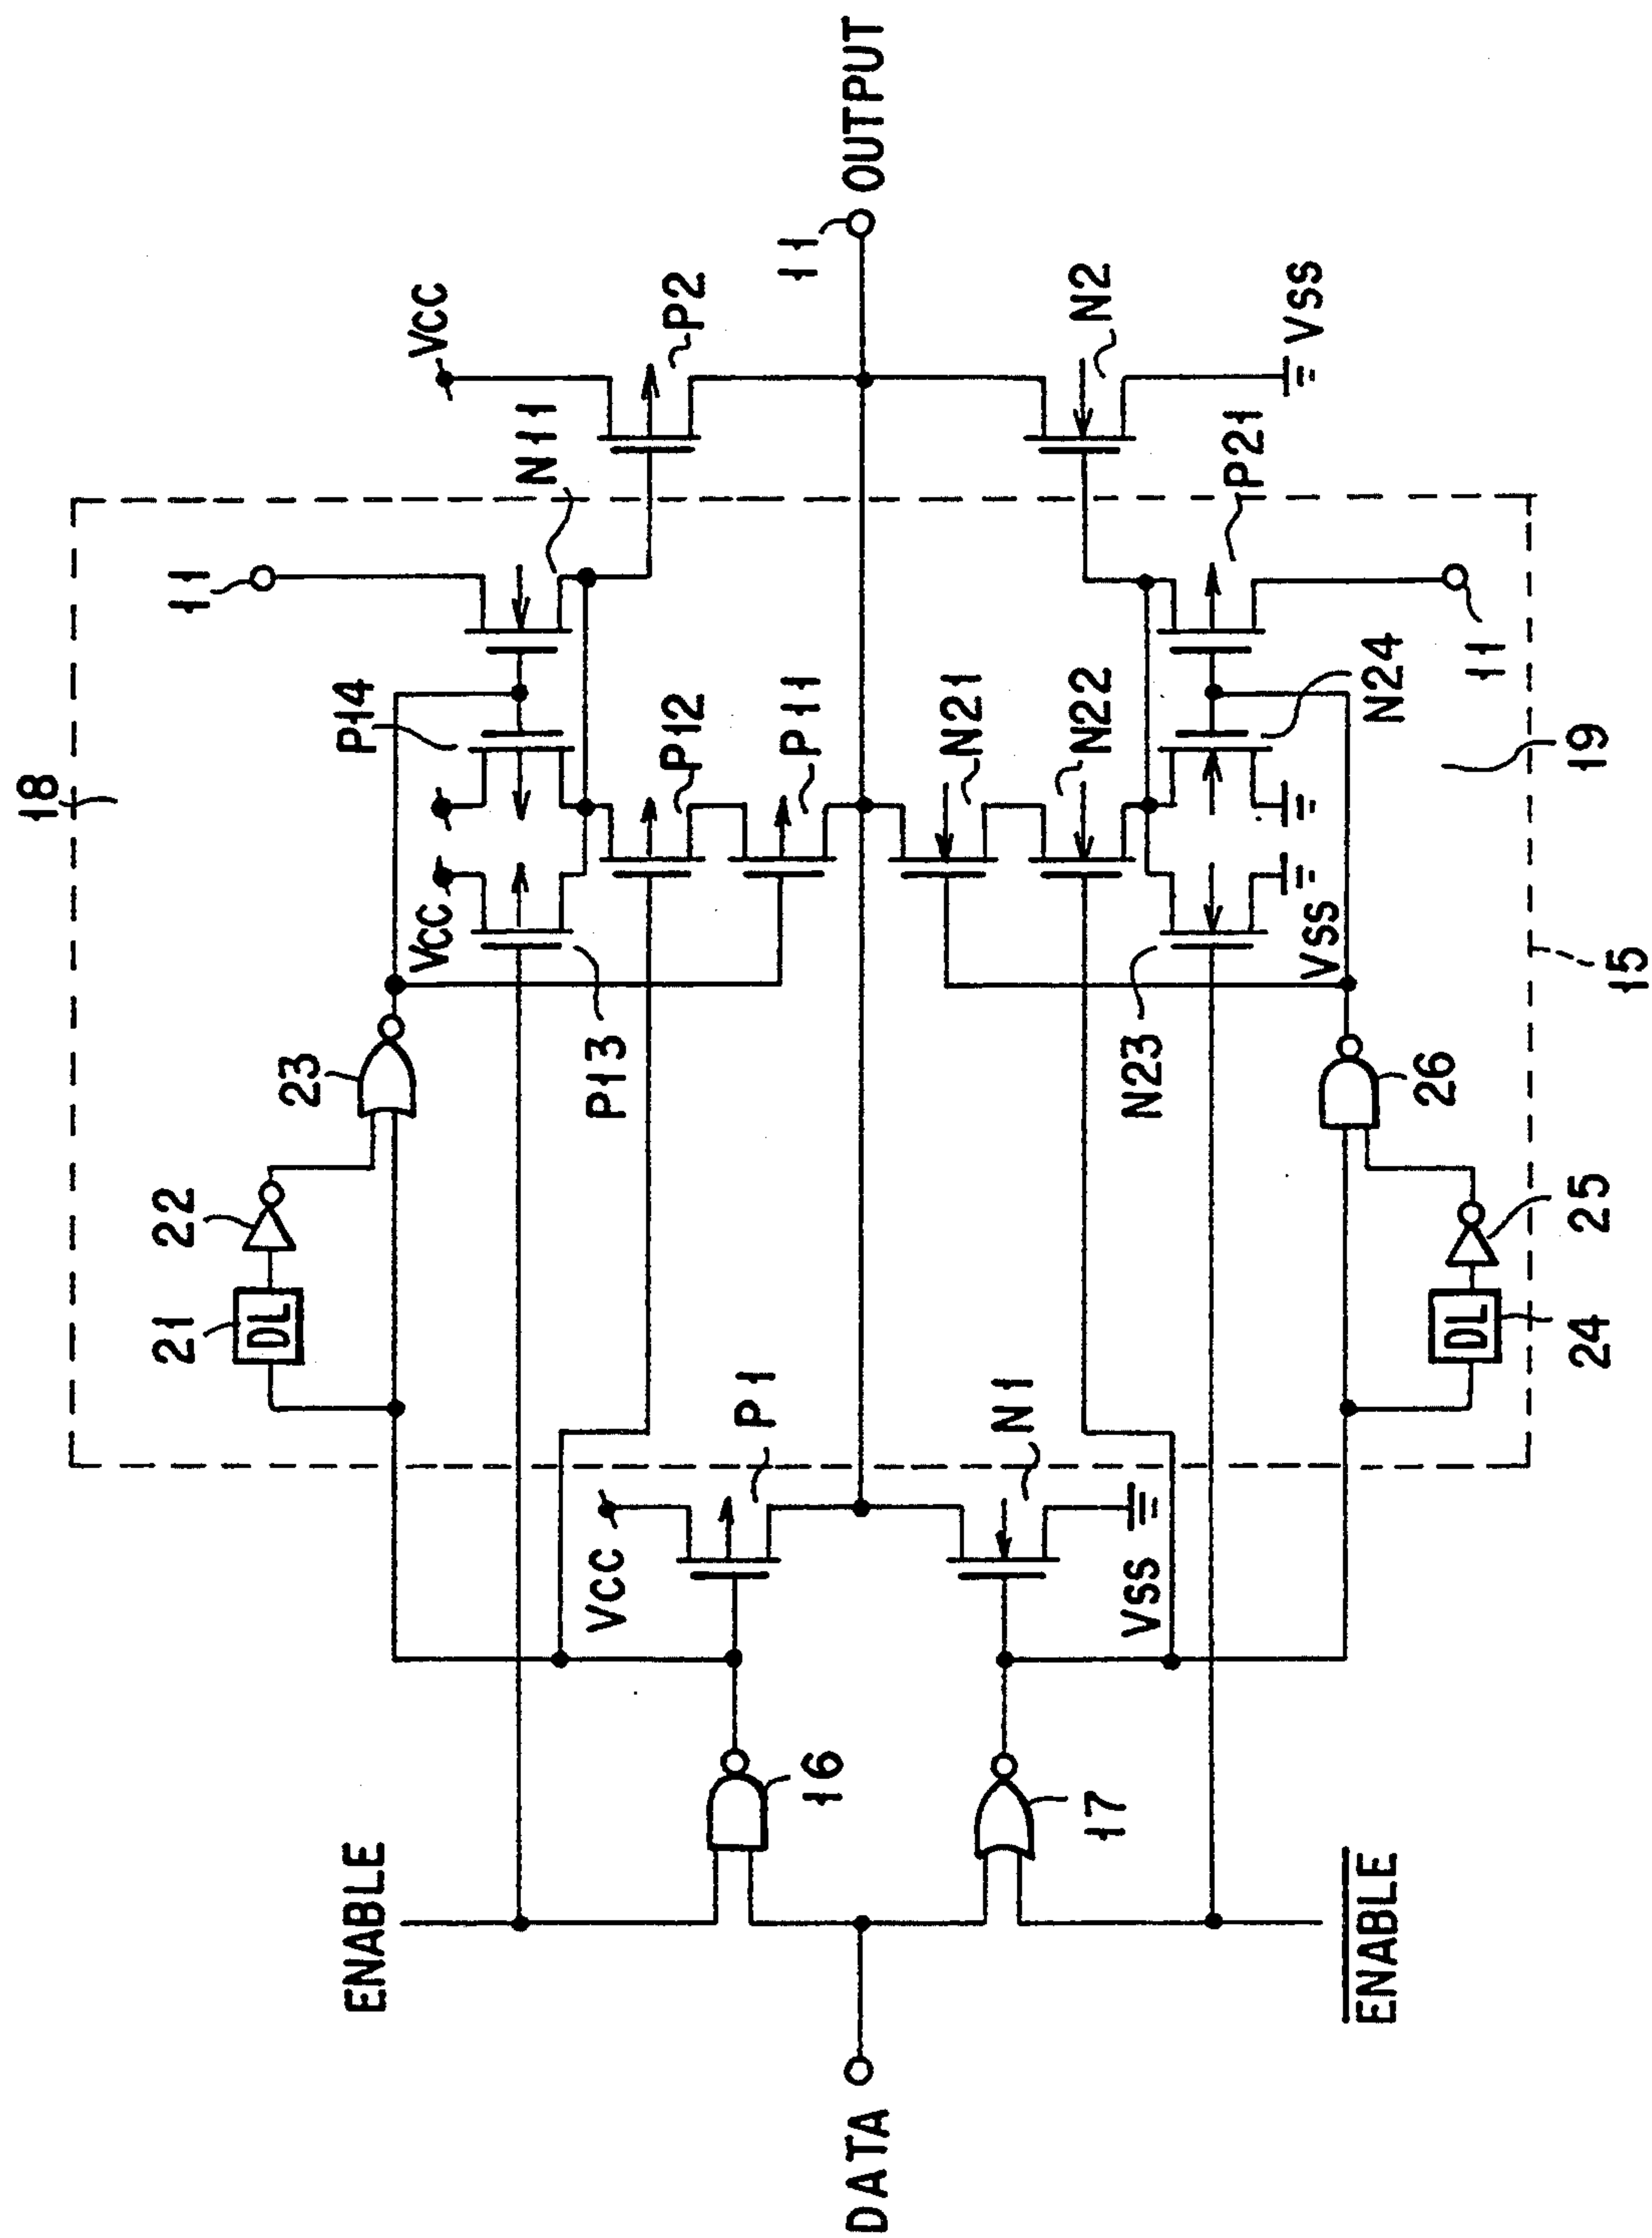 18
VCC
11
11
OUTPUT
21
DL
22
23
P14
N11
P2
ENABLE
VCC
P13
P12
P11
VCC
P1
16
DATA
17
N1
VSS
N21
N22
N2
N23
VSS
N24
P21
VSS
ENABLE
26
11
DL
24
25
19
15